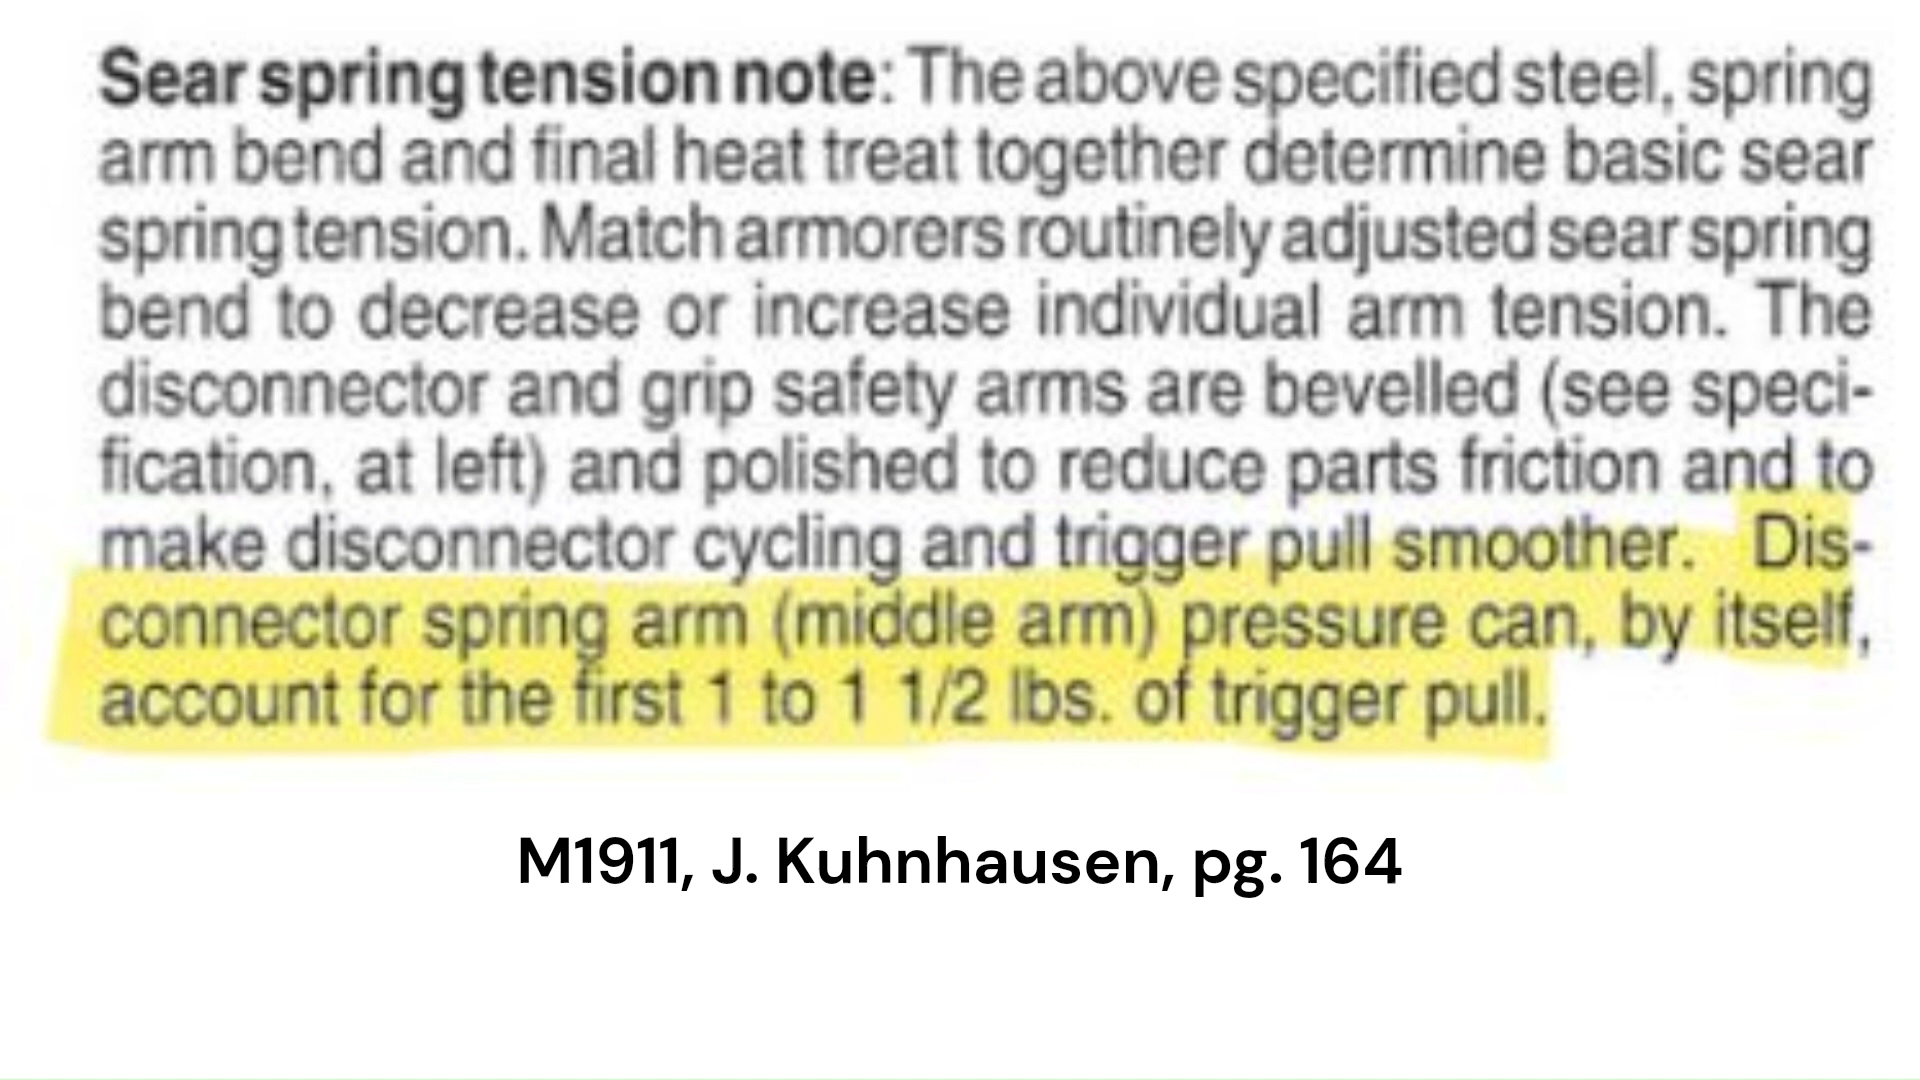 Sear spring tension note: The above specified steel, spring
arm bend and final heat treat together determine basic sear
spring tension. Match armorers routinely adjusted sear spring
bend to decrease or increase individual arm tension. The
disconnector and grip safety arms are bevelled (see speci-
fication, at left) and polished to reduce parts friction and to
make disconnector cycling and trigger pull smoother. Dis-
connector spring arm (middle arm) pressure can, by itself,
account for the first 1 to 1 1/2 lbs. of trigger pull.
M1911, J. Kuhnhausen, pg. 164